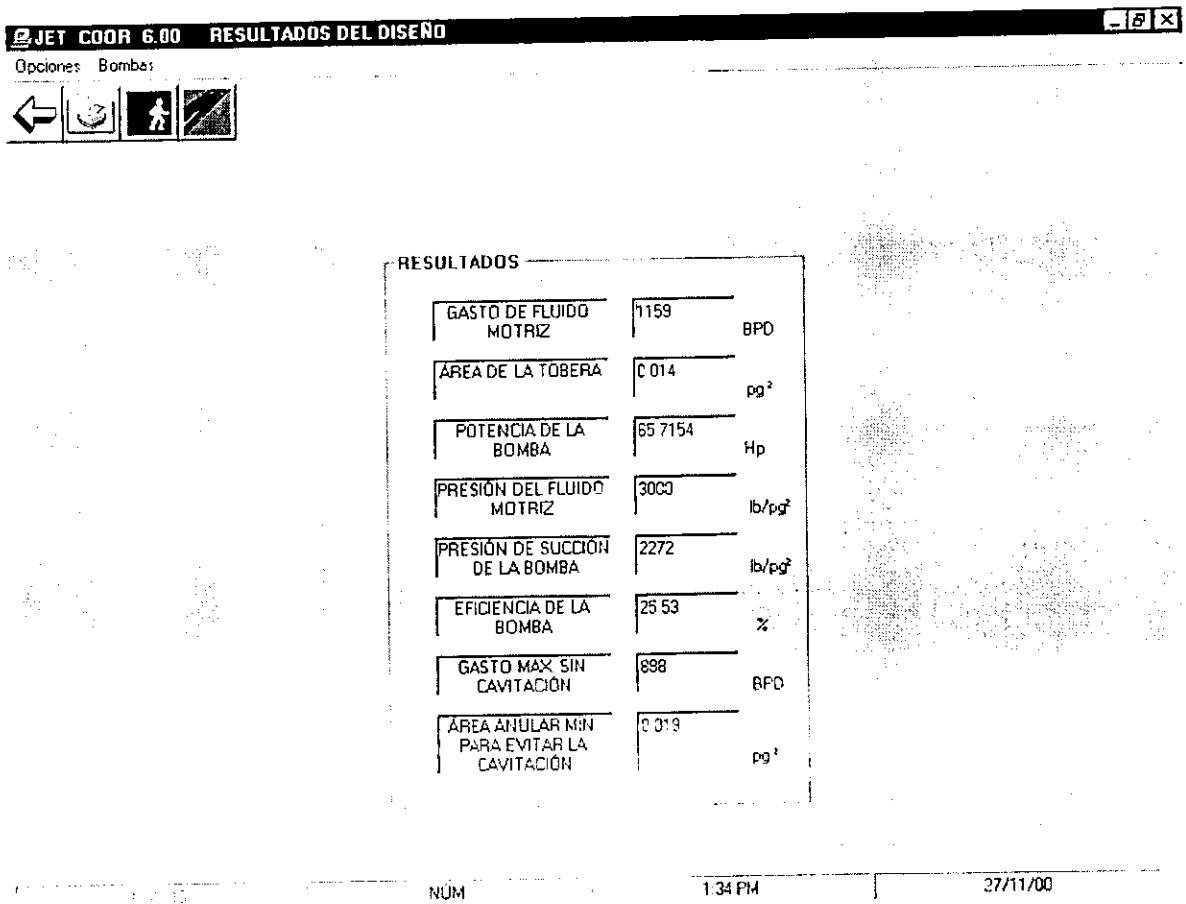 JET COOR 6.00 RESULTADOS DEL DISEÑO
Opciones Bombas
RESULTADOS
GASTO DE FLUIDO
MOTRIZ
1159
BPD
ÁREA DE LA TOBERA
0 014
pg²
POTENCIA DE LA
BOMBA
65 7154
Hp
PRESIÓN DEL FLUIDO
MOTRIZ
3000
lb/pg²
PRESIÓN DE SUCCIÓN
DE LA BOMBA
2272
lb/pg²
EFICIENCIA DE LA
BOMBA
%
GASTO MAX SIN
CAVITACIÓN
898
BPD
ÁREA ANULAR MIN
PARA EVITAR LA
CAVITACIÓN
0 019
pg²
NÚM
1:34 PM
27/11/00